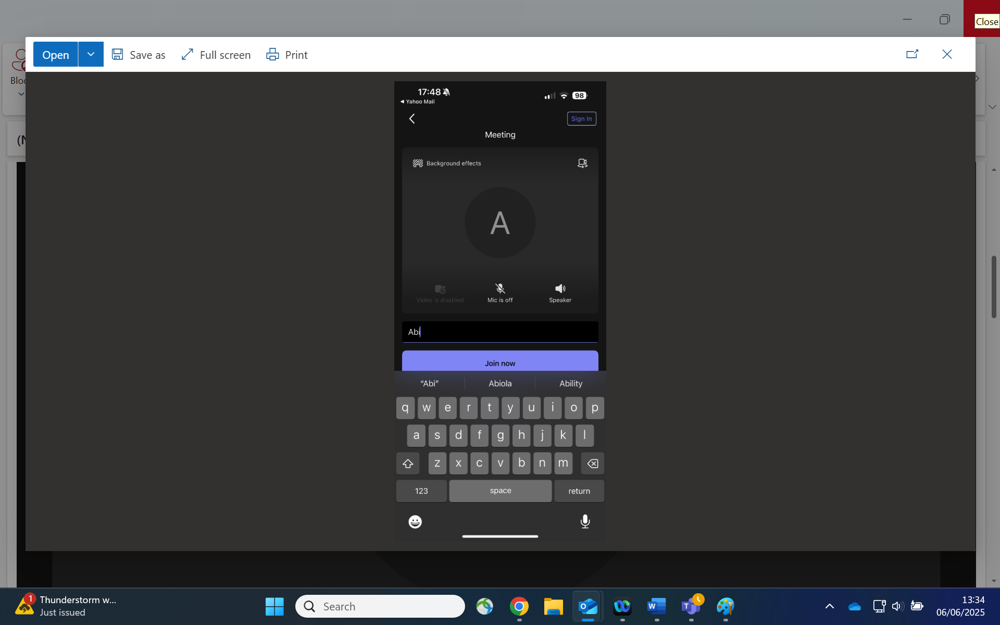 Close
Open
Save as
Full screen
Print
Bloc
(N
17:48
98
Yahoo Mail
Sign In
Meeting
Background effects
A
Video is disabled
Mic is off
Speaker
Abi
Join now
“Abi”
Abiola
Ability
q w e r t y u i o p
a s d f g h j k l
z x c v b n m
123
space
return
1
Thunderstorm w...
Just issued
Search
13:34
06/06/2025